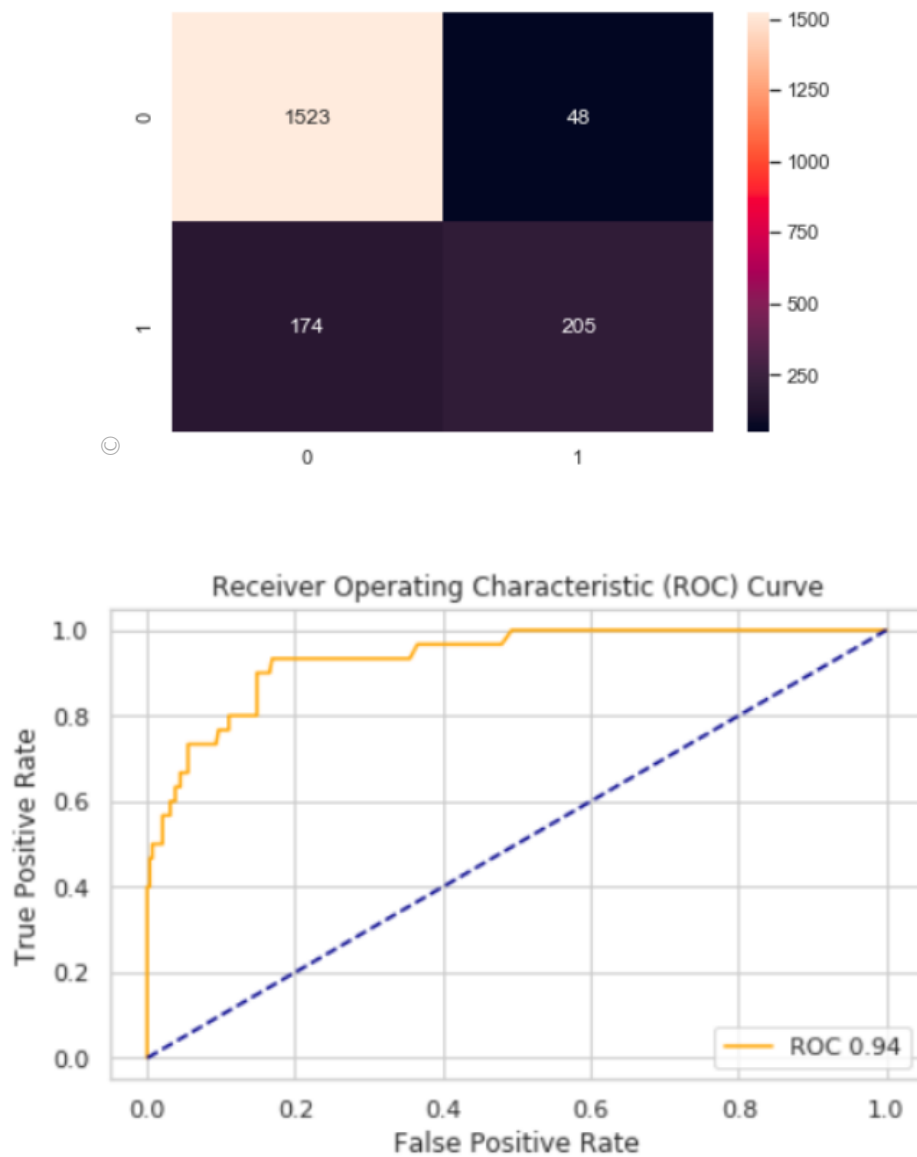 1500
0 1523 48
1250
1000
750
500
1 174 205
250
©
0 1
Receiver Operating Characteristic (ROC) Curve
1.0
0.8
0.6
0.4
0.2
0.0
True Positive Rate
ROC 0.94
0.0 0.2 0.4 0.6 0.8 1.0
False Positive Rate